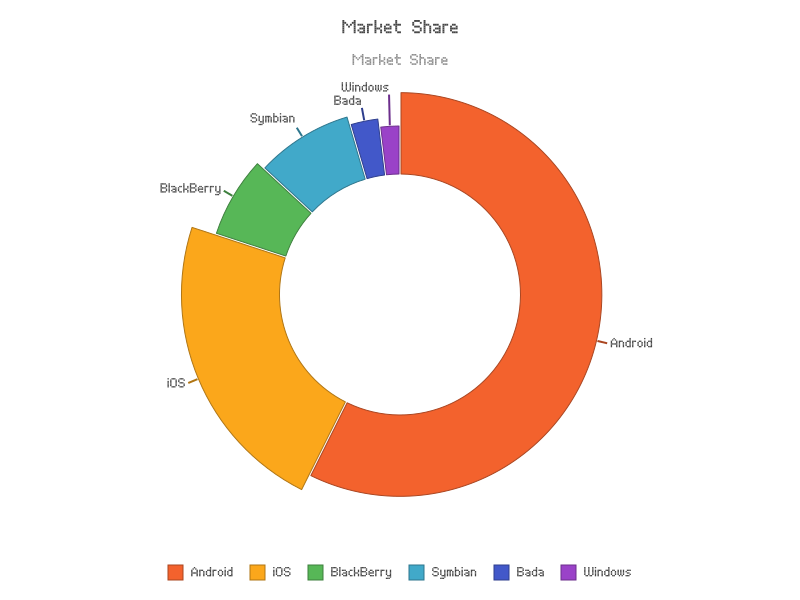 Market Share
Market Share
Windows
Bada
Symbian
BlackBerry
Android
iOS
Android iOS BlackBerry Symbian Bada Windows